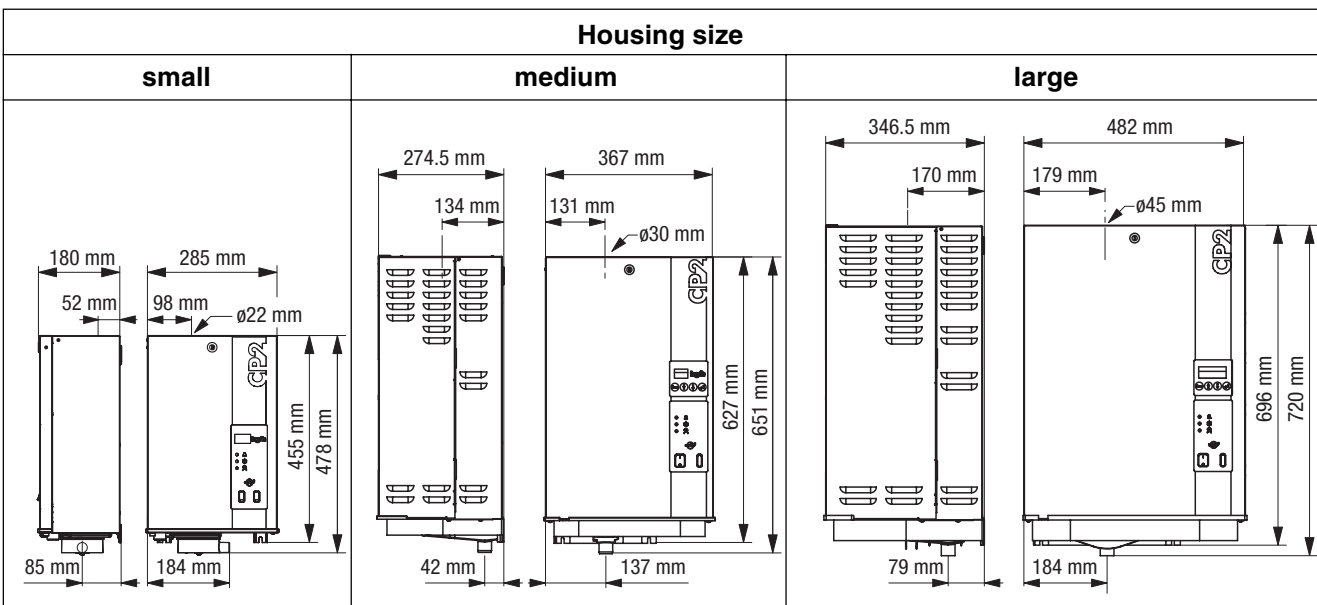 Housing size
small
medium
large
180 mm
285 mm
52 mm
98 mm
ø22 mm
CP2
455 mm
478 mm
85 mm
184 mm
274.5 mm
367 mm
134 mm
131 mm
ø30 mm
CP2
627 mm
651 mm
42 mm
137 mm
346.5 mm
482 mm
170 mm
179 mm
ø45 mm
CP2
696 mm
720 mm
79 mm
184 mm